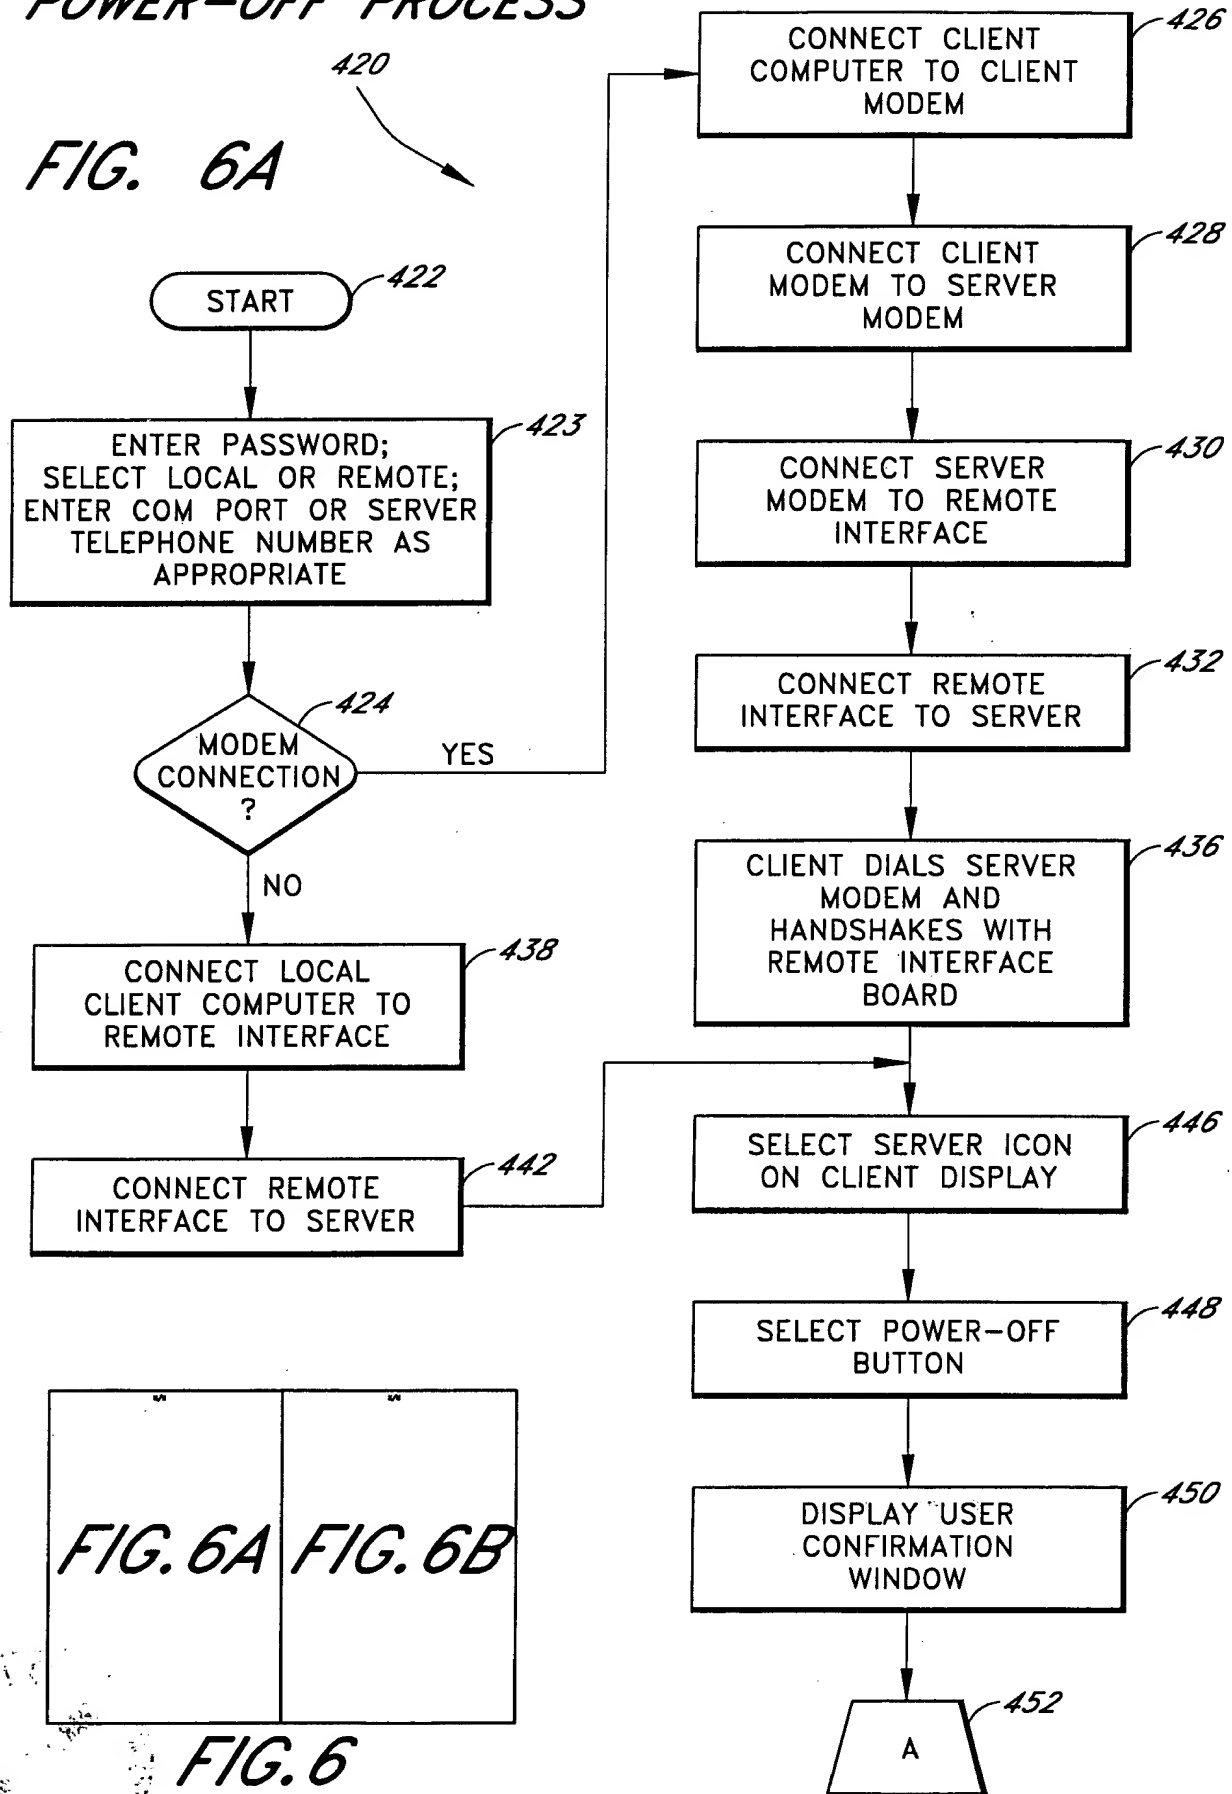 POWER-OFF PROCESS
420
FIG. 6A
422
START
423
ENTER PASSWORD;
SELECT LOCAL OR REMOTE;
ENTER COM PORT OR SERVER
TELEPHONE NUMBER AS
APPROPRIATE
424
MODEM
CONNECTION
?
YES
NO
438
CONNECT LOCAL
CLIENT COMPUTER TO
REMOTE INTERFACE
442
CONNECT REMOTE
INTERFACE TO SERVER
426
CONNECT CLIENT
COMPUTER TO CLIENT
MODEM
428
CONNECT CLIENT
MODEM TO SERVER
MODEM
430
CONNECT SERVER
MODEM TO REMOTE
INTERFACE
432
CONNECT REMOTE
INTERFACE TO SERVER
436
CLIENT DIALS SERVER
MODEM AND
HANDSHAKES WITH
REMOTE INTERFACE
BOARD
446
SELECT SERVER ICON
ON CLIENT DISPLAY
448
SELECT POWER-OFF
BUTTON
450
DISPLAY USER
CONFIRMATION
WINDOW
452
A
FIG. 6A
FIG. 6B
FIG. 6